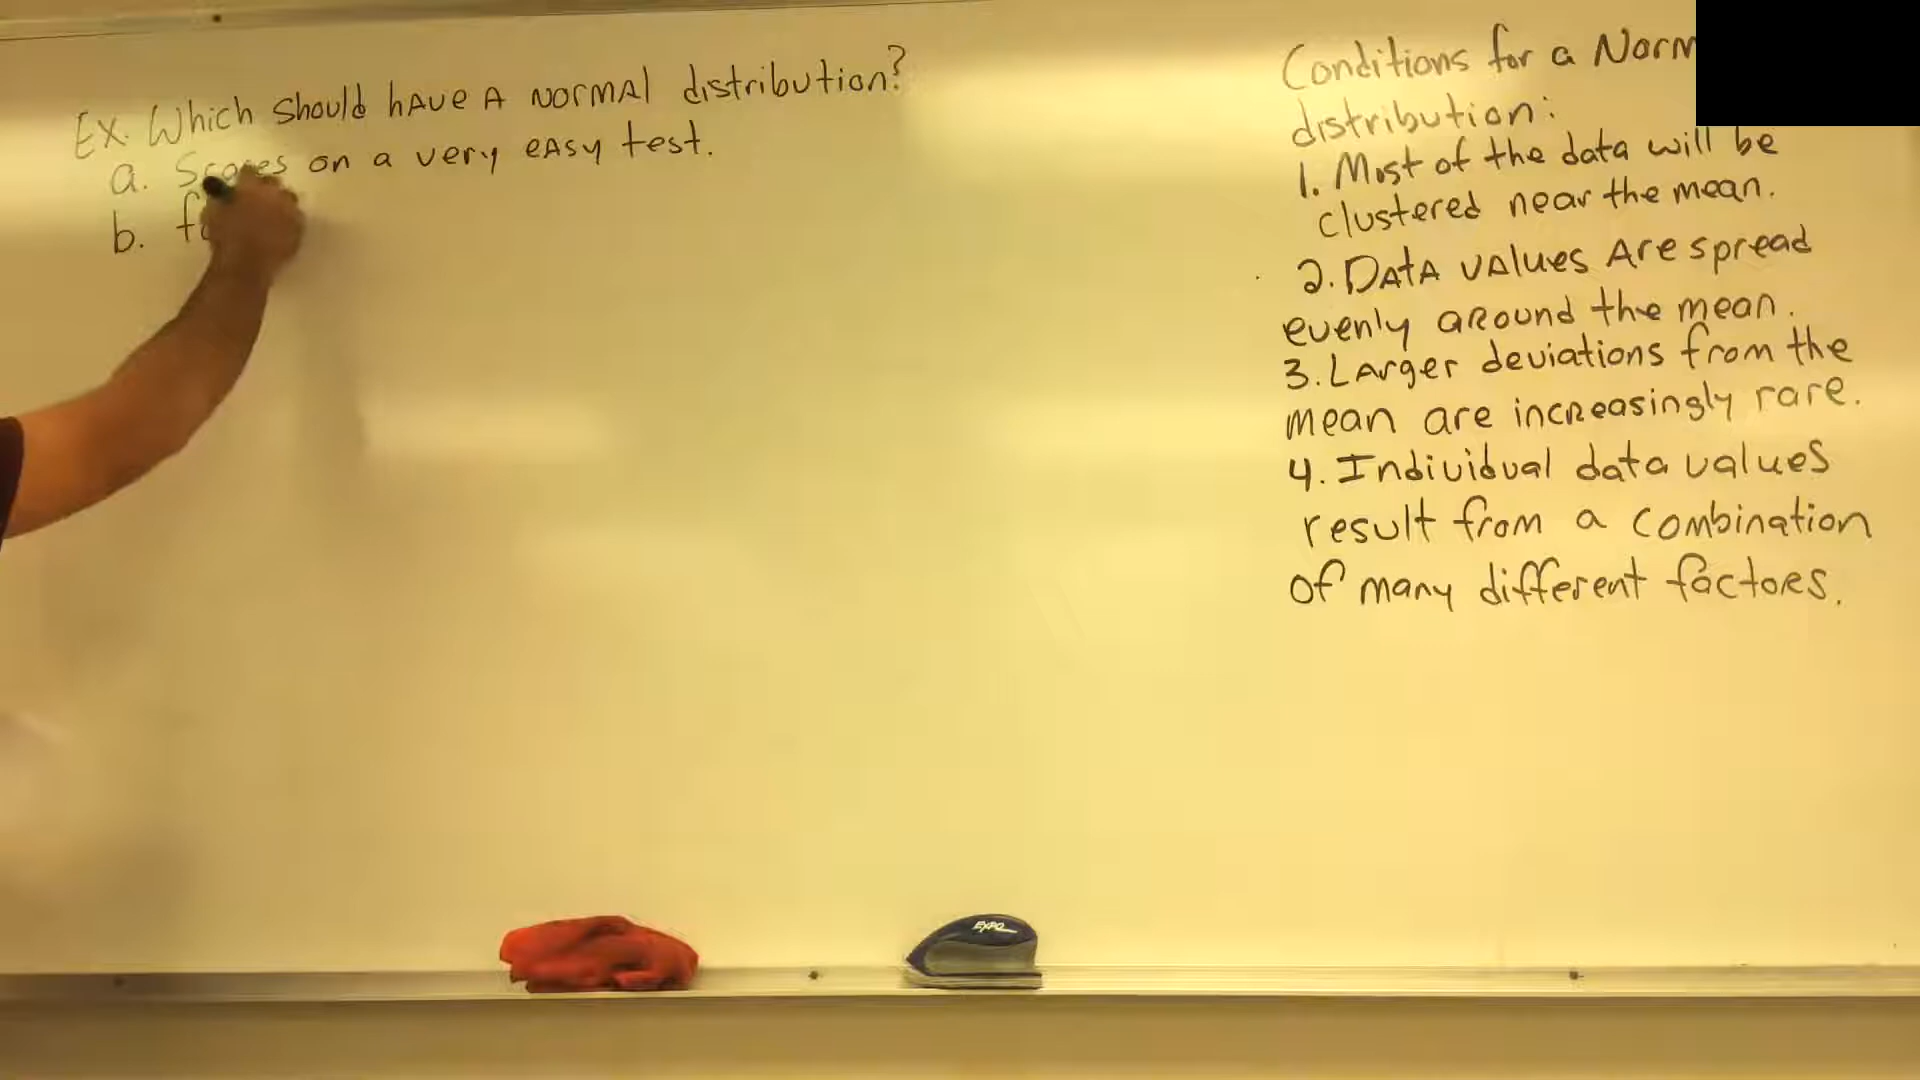 Ex. Which should have a normal distribution?
a. Scores on a very easy test.
b.
Conditions for a
distribution:
1. Most of the data will be
clustered near the mean.
2. Data values are spread
evenly around the mean.
3. Larger deviations from the
mean are increasingly rare.
4. Individual data values
result from a combination
of many different factors.
EXPO